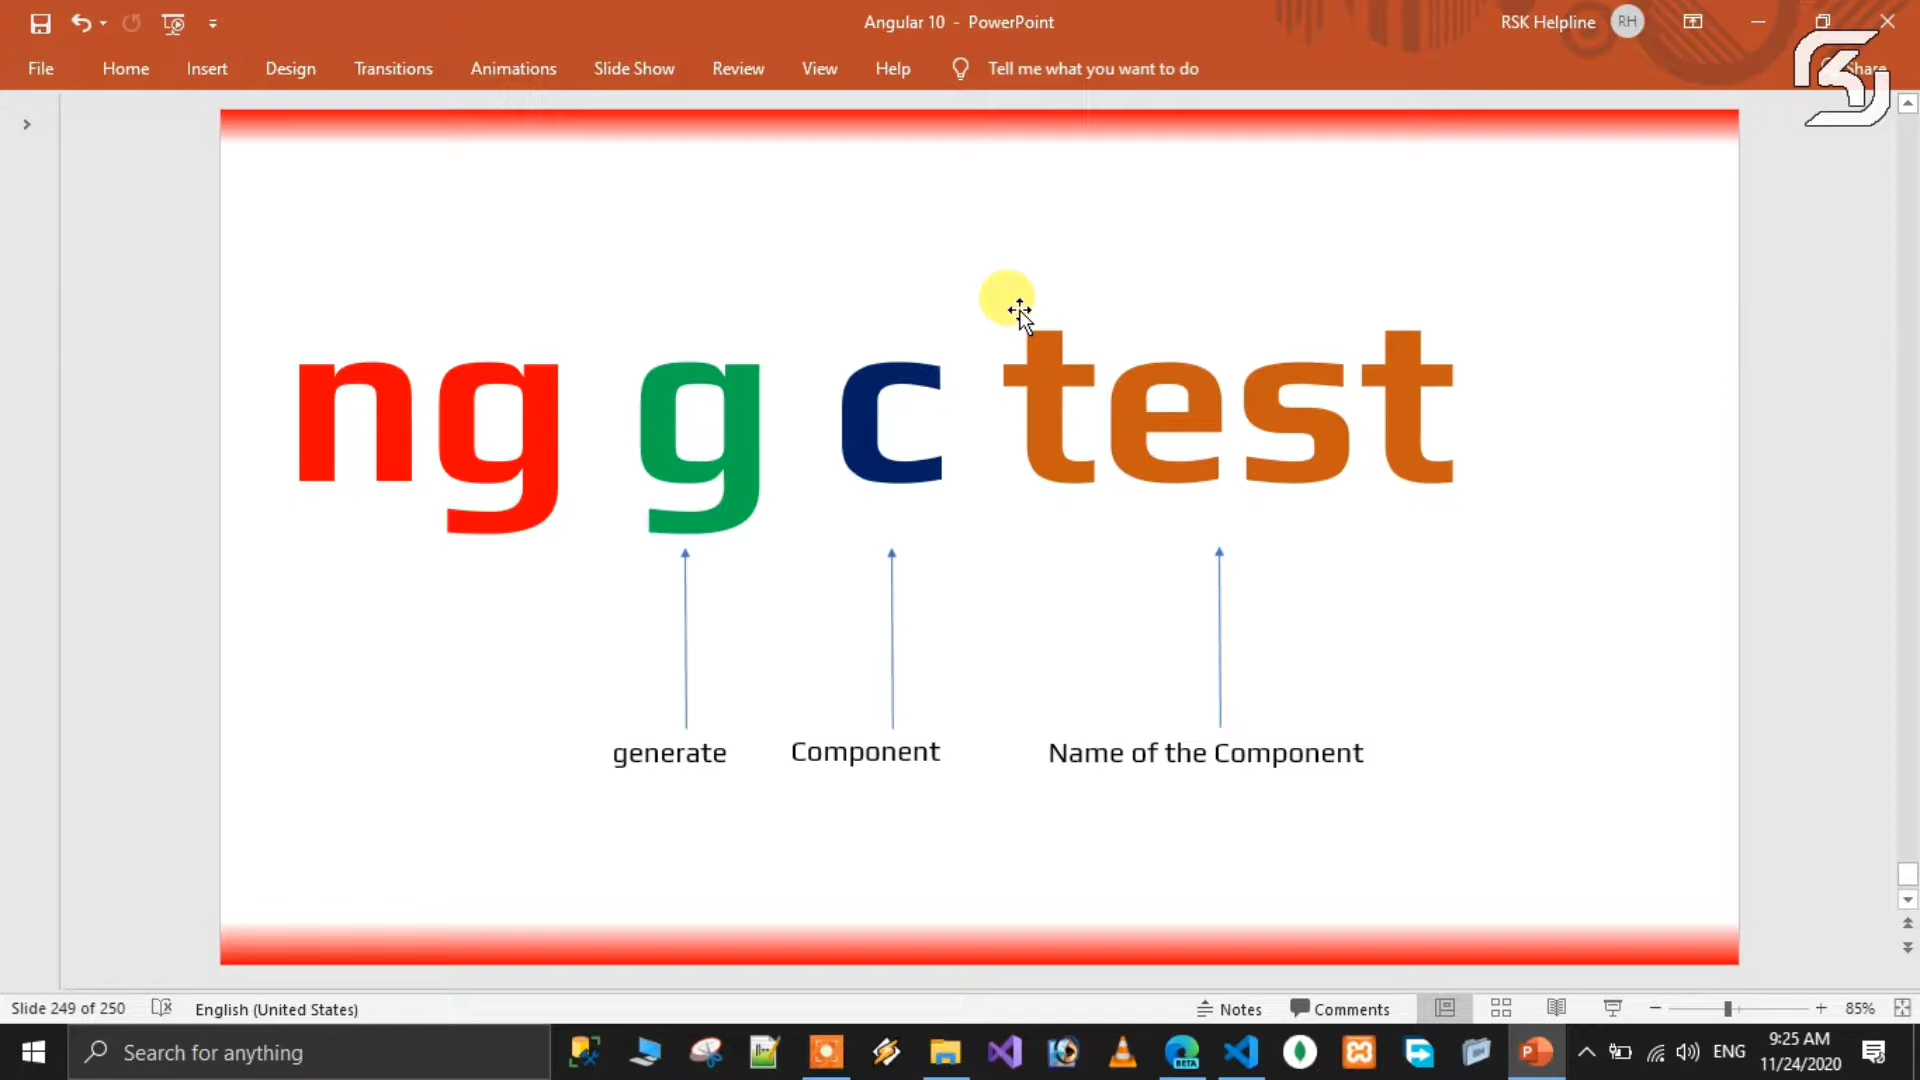 Angular 10 - PowerPoint
RSK Helpline
RH
File
Home
Insert
Design
Transitions
Animations
Slide Show
Review
View
Help
Tell me what you want to do
Share
ng g c test
generate
Component
Name of the Component
Slide 249 of 250
English (United States)
Notes
Comments
85%
Search for anything
BETA
ENG
9:25 AM
11/24/2020